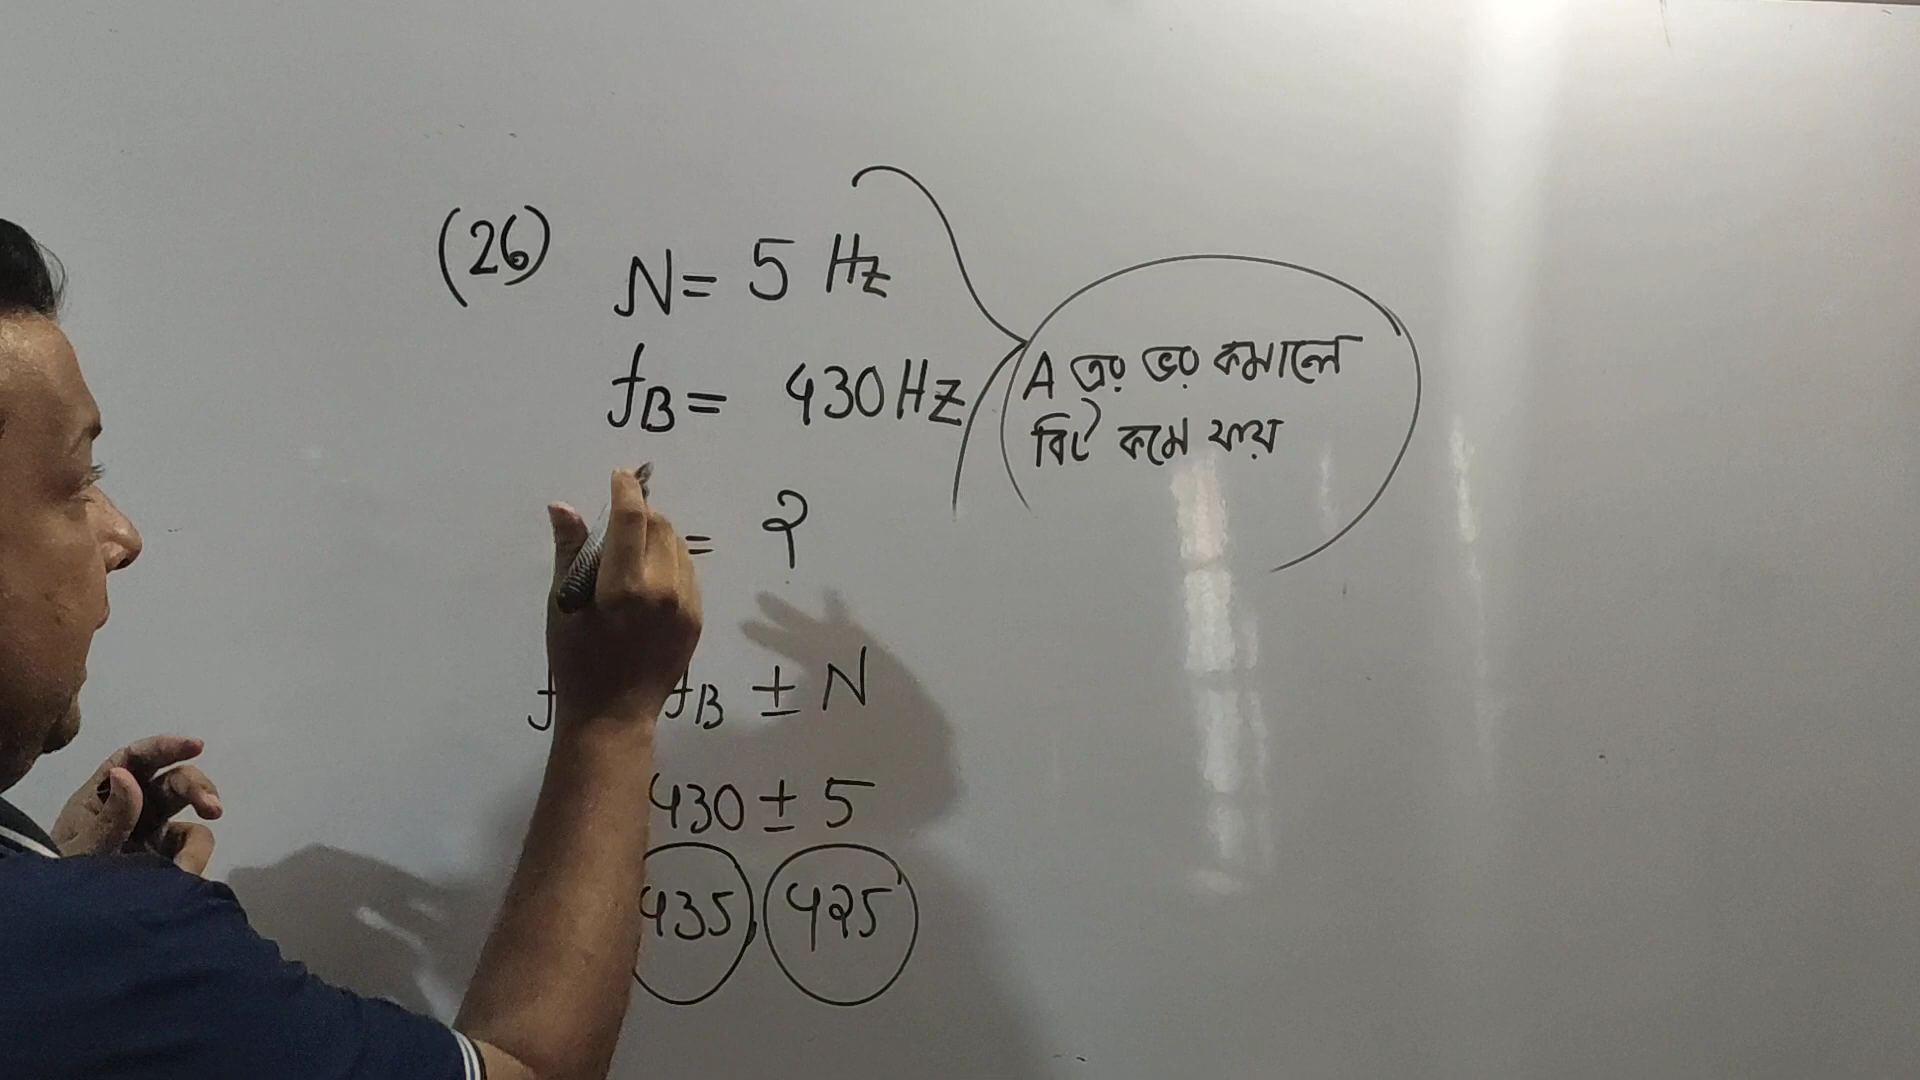 (26) N = 5 Hz
fB = 430 Hz
= ?
A এর ভর কমালে
বিট কমে যায়
f fB ± N
430 ± 5
435, 425